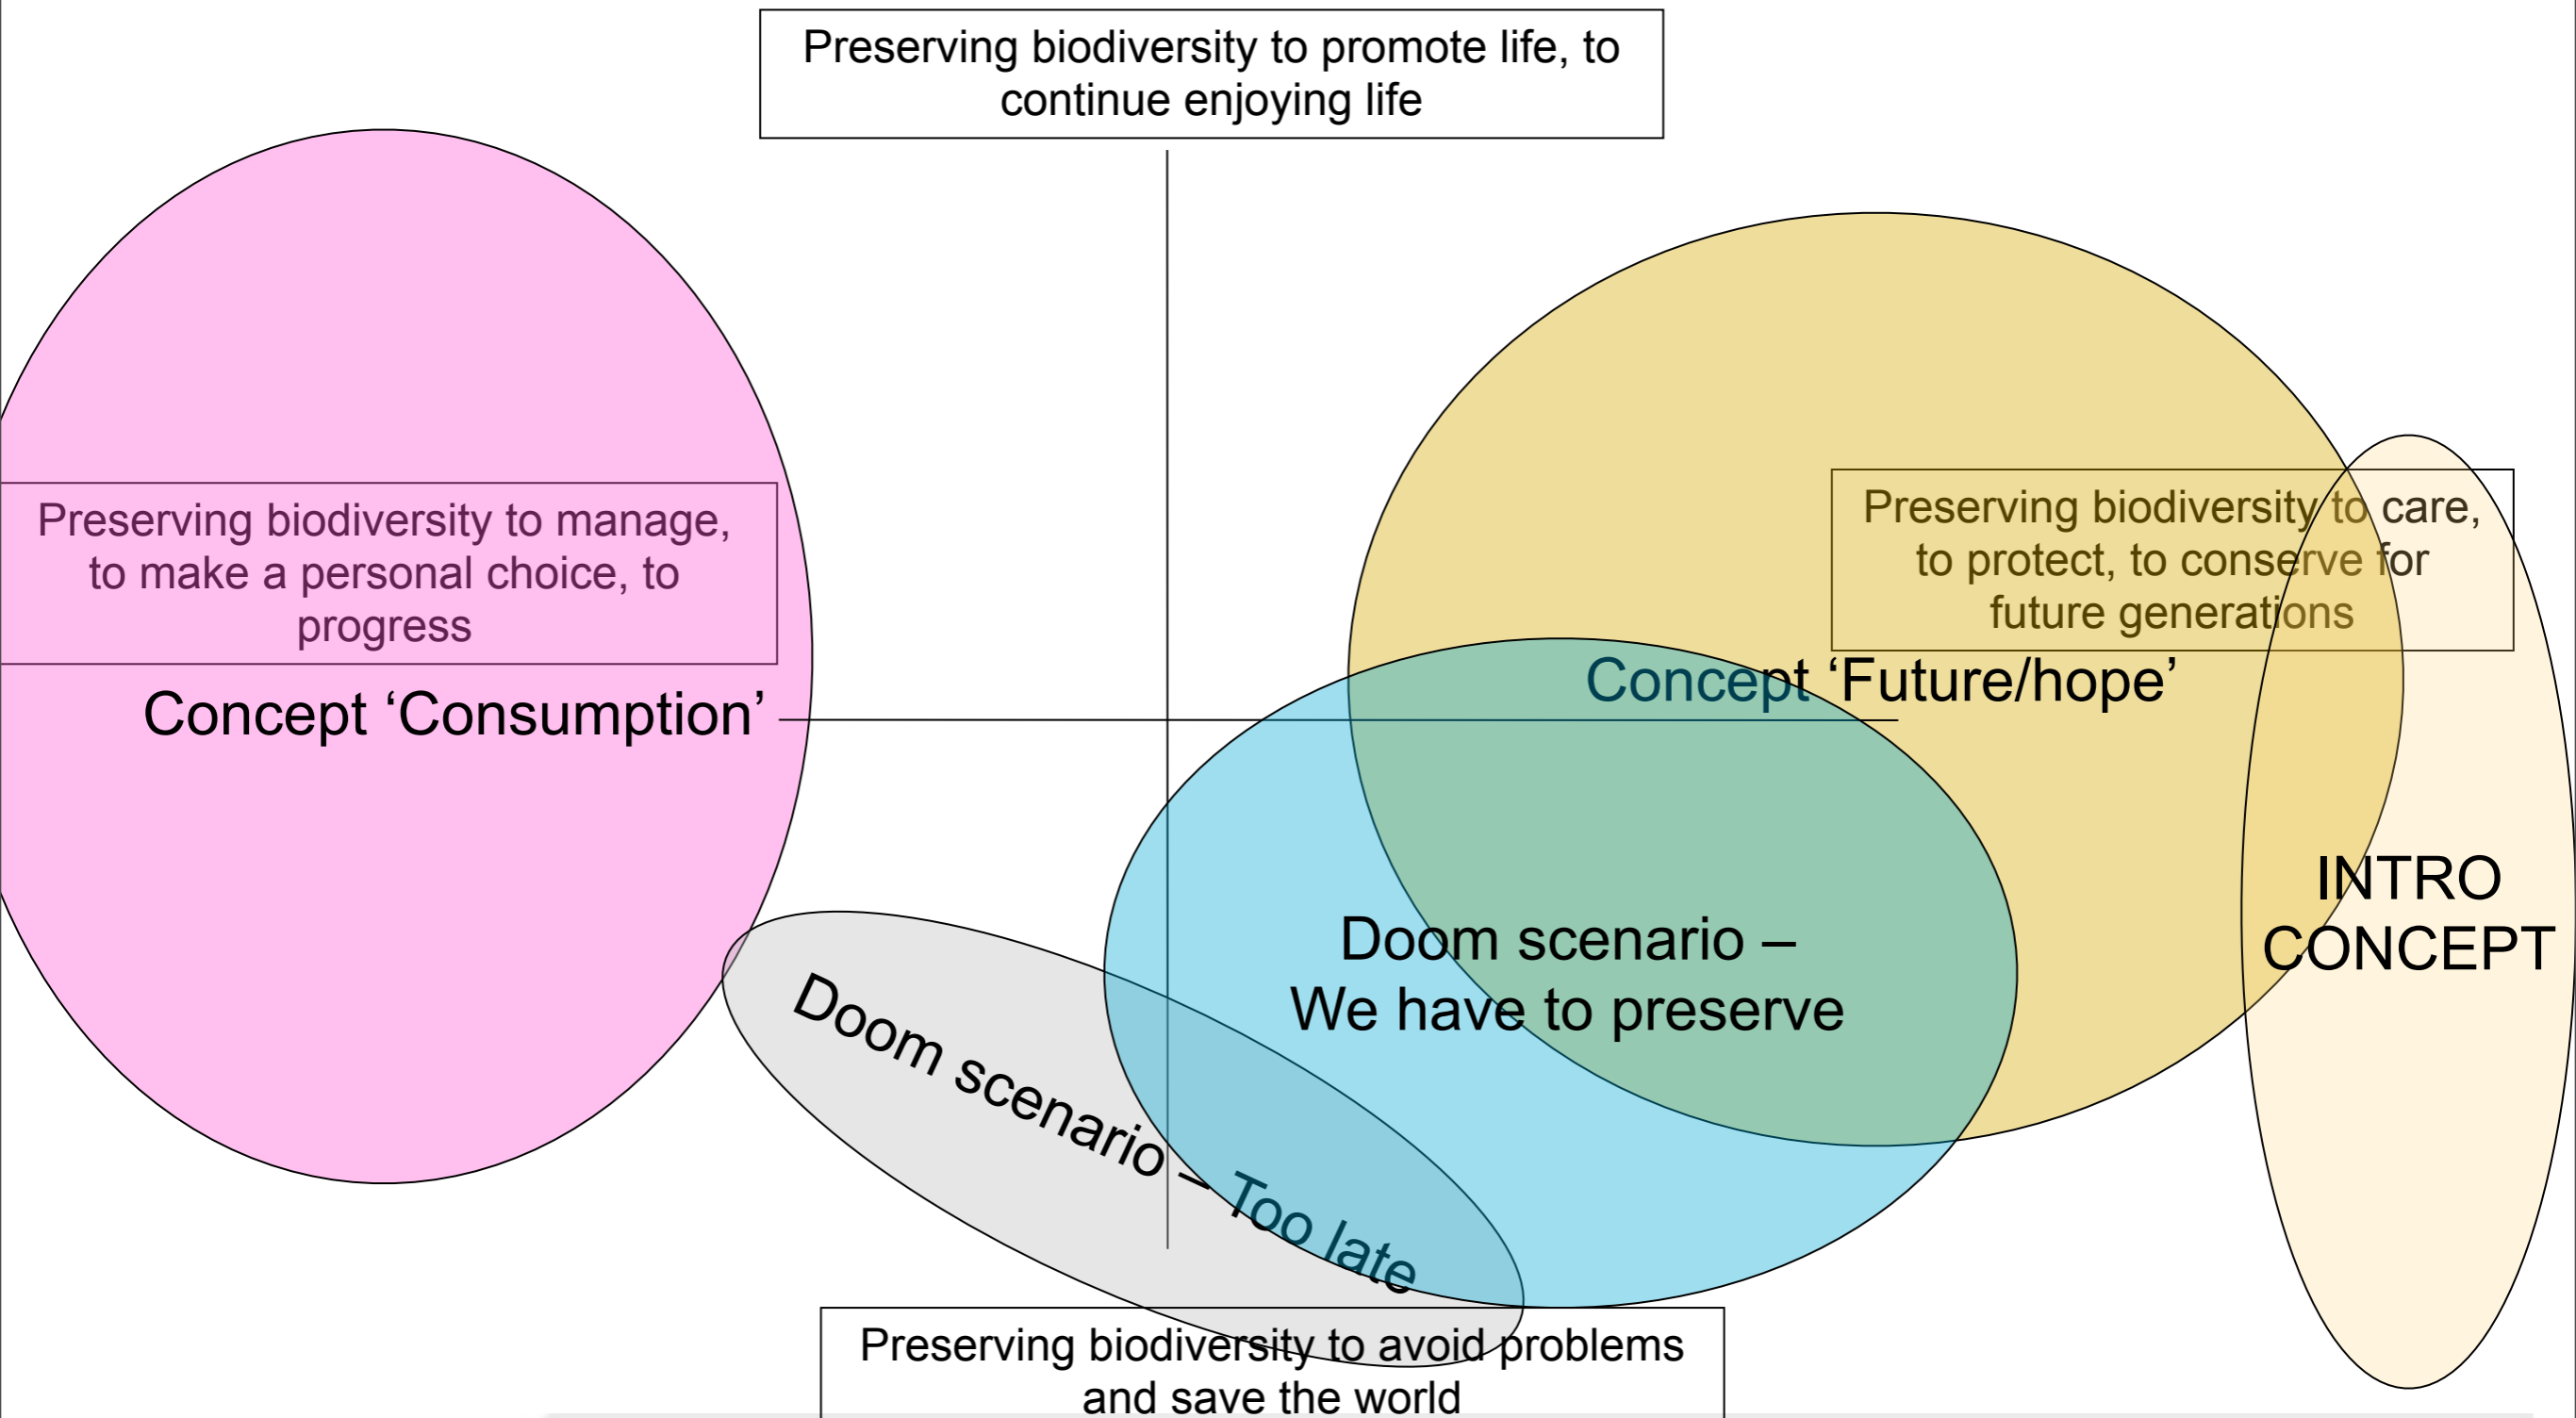 Preserving biodiversity to promote life, to
continue enjoying life
Preserving biodiversity to manage,
to make a personal choice, to
progress
Concept ‘Consumption’
Preserving biodiversity to care,
to protect, to conserve for
future generations
Concept ‘Future/hope’
INTRO
CONCEPT
Doom scenario –
We have to preserve
Doom scenario – Too late
Preserving biodiversity to avoid problems
and save the world